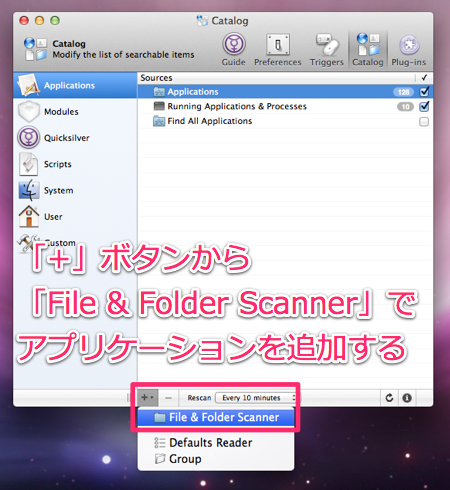 Catalog
Catalog
Modify the list of searchable items
Guide
Preferences
Triggers
Catalog
Plug-ins
Applications
Modules
Quicksilver
Scripts
System
User
Custom
Sources ✓
Applications 126
Running Applications & Processes 10
Find All Applications
「+」ボタンから
「File & Folder Scanner」で
アプリケーションを追加する
+ − Rescan Every 10 minutes
File & Folder Scanner
Defaults Reader
Group